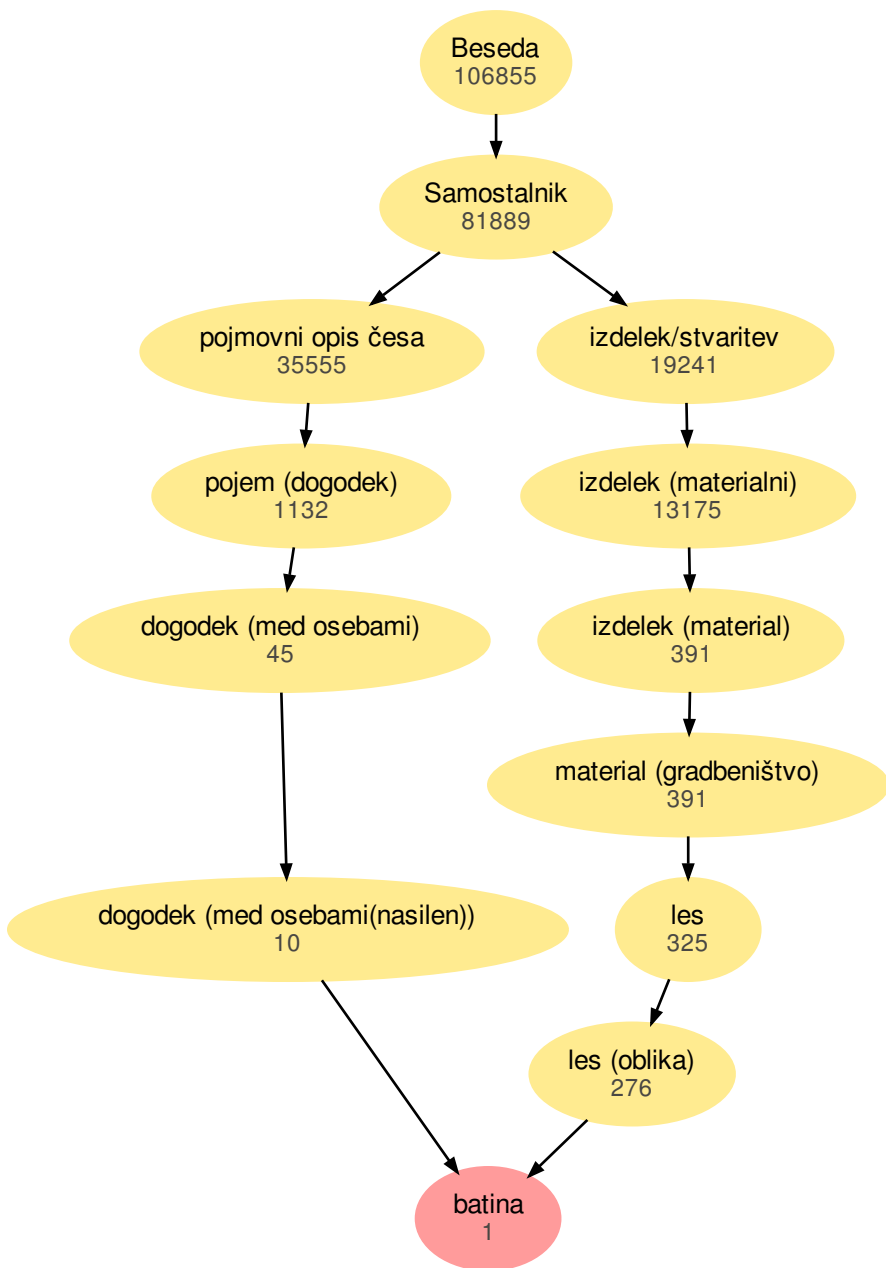 Beseda
106855
Samostalnik
81889
pojmovni opis česa
35555
izdelek/stvaritev
19241
pojem (dogodek)
1132
izdelek (materialni)
13175
dogodek (med osebami)
45
izdelek (material)
391
material (gradbeništvo)
391
dogodek (med osebami(nasilen))
10
les
325
les (oblika)
276
batina
1